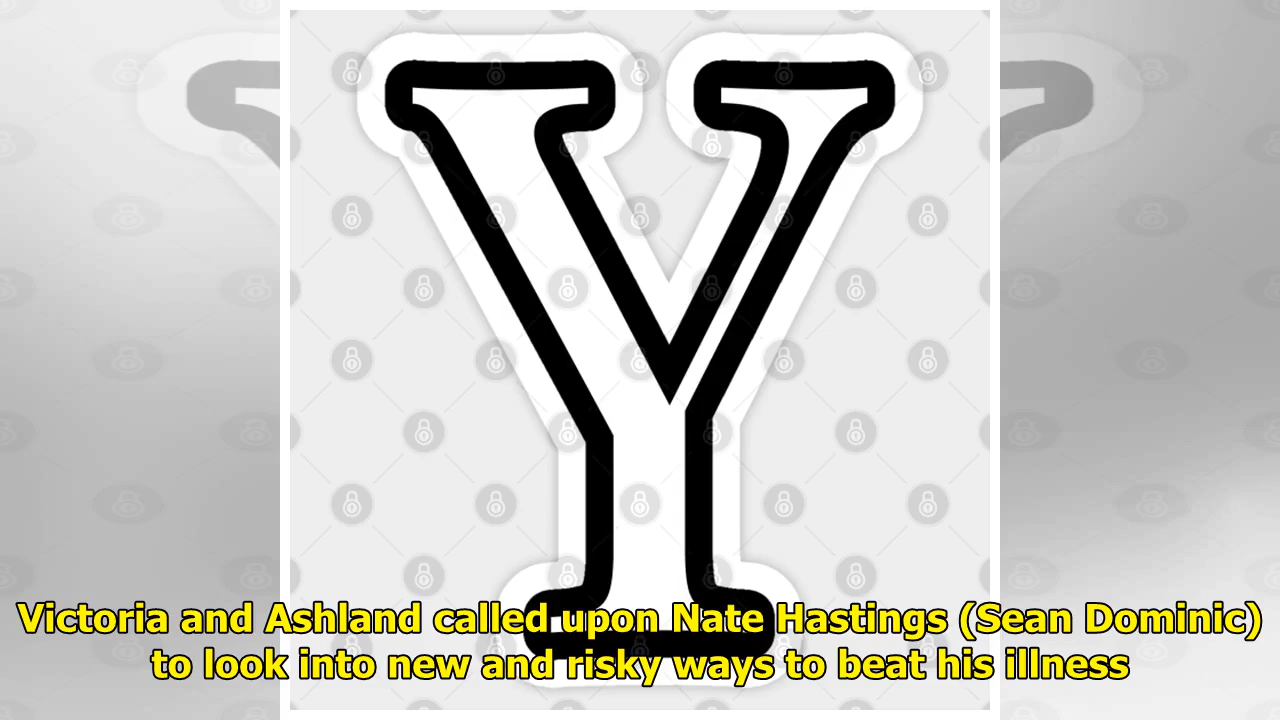 Y
Victoria and Ashland called upon Nate Hastings (Sean Dominic)
to look into new and risky ways to beat his illness